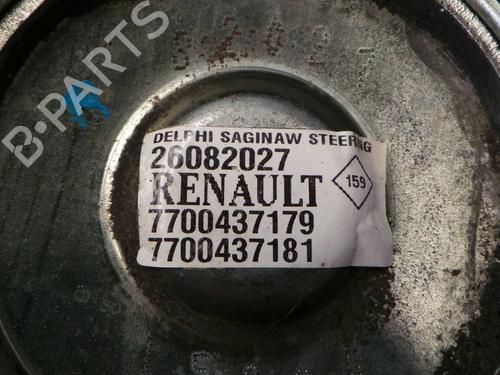 B-PARTS
DELPHI SAGINAW STEERING
26082027
RENAULT
159
7700437179
7700437181